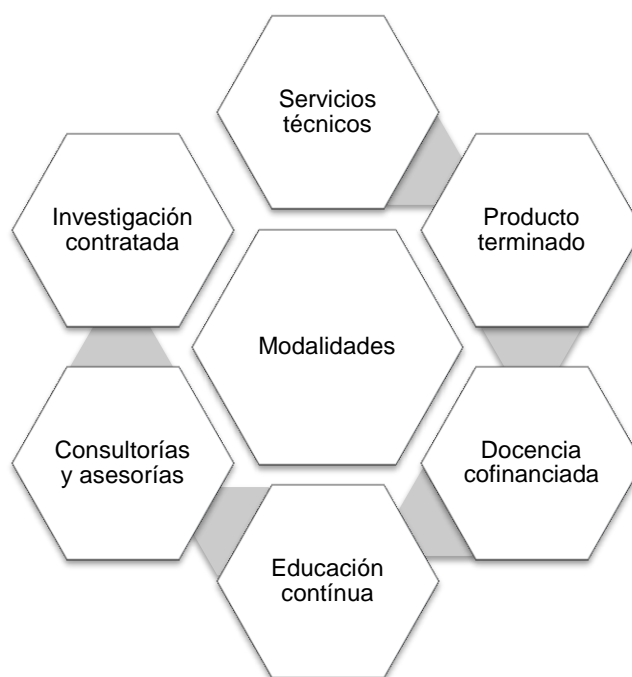 Servicios
técnicos
Investigación
contratada
Producto
terminado
Modalidades
Consultorías
y asesorías
Docencia
cofinanciada
Educación
contínua